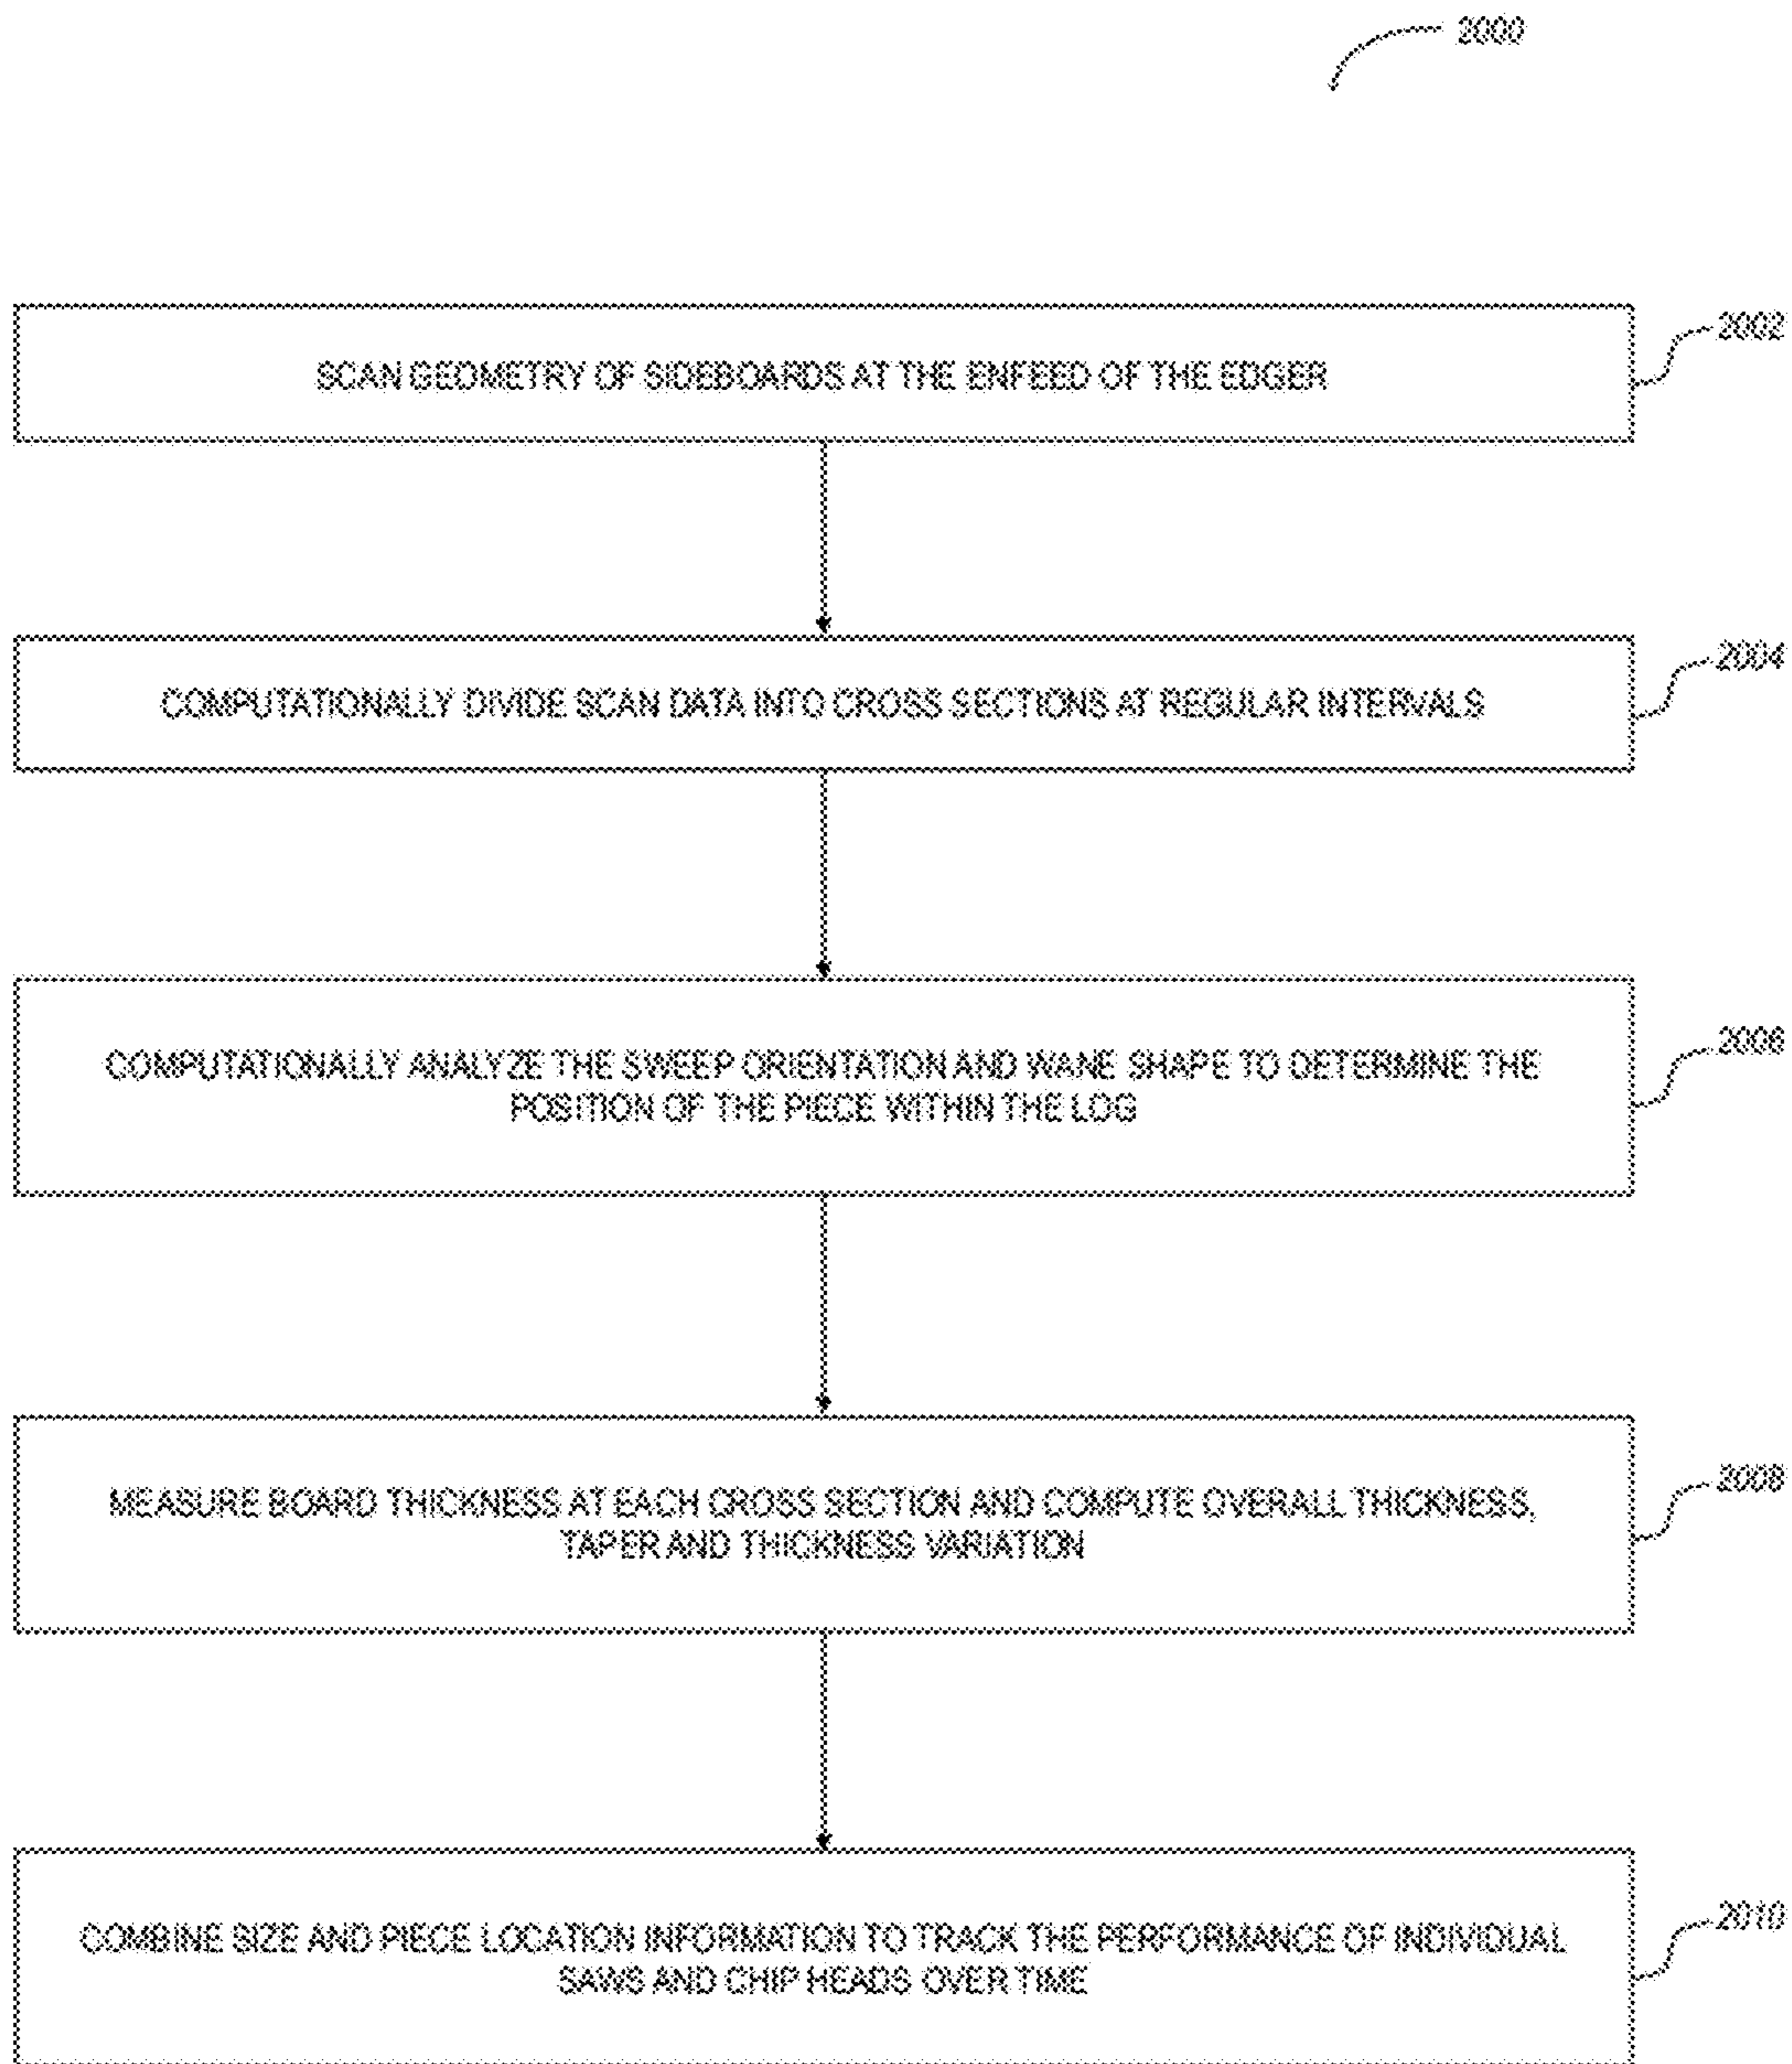 2000
SCAN GEOMETRY OF SIDEBOARDS AT THE ENFEED OF THE EDGER
2002
COMPUTATIONALLY DIVIDE SCAN DATA INTO CROSS SECTIONS AT REGULAR INTERVALS
2004
COMPUTATIONALLY ANALYZE THE SWEEP ORIENTATION AND WANE SHAPE TO DETERMINE THE
POSITION OF THE PIECE WITHIN THE LOG
2006
MEASURE BOARD THICKNESS AT EACH CROSS SECTION AND COMPUTE OVERALL THICKNESS,
TAPER AND THICKNESS VARIATION
2008
COMBINE SIZE AND PIECE LOCATION INFORMATION TO TRACK THE PERFORMANCE OF INDIVIDUAL
SAWS AND CHIP HEADS OVER TIME
2010